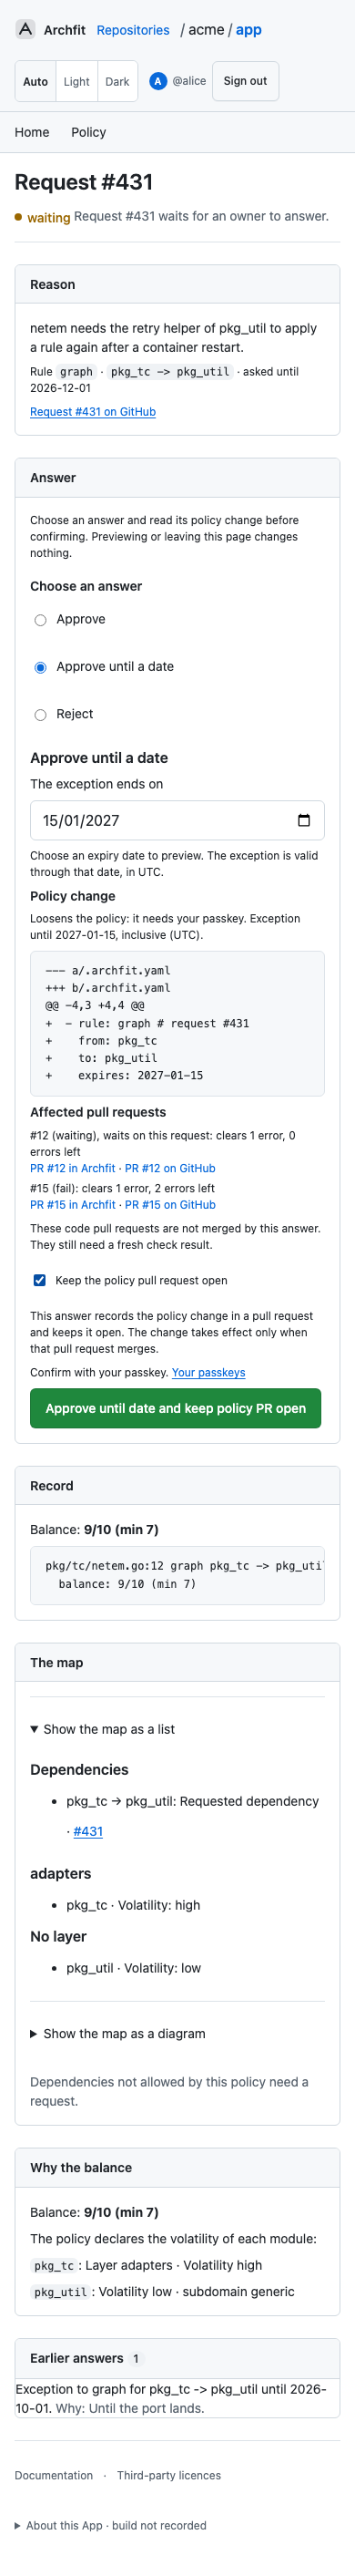 Archfit Repositories / acme / app
Auto Light Dark A @alice Sign out
Home Policy
Request #431
waiting Request #431 waits for an owner to answer.
Reason
netem needs the retry helper of pkg_util to apply
a rule again after a container restart.
Rule graph · pkg_tc -> pkg_util · asked until
2026-12-01
Request #431 on GitHub
Answer
Choose an answer and read its policy change before
confirming. Previewing or leaving this page changes
nothing.
Choose an answer
Approve
Approve until a date
Reject
Approve until a date
The exception ends on
15/01/2027
Choose an expiry date to preview. The exception is valid
through that date, in UTC.
Policy change
Loosens the policy: it needs your passkey. Exception
until 2027-01-15, inclusive (UTC).
--- a/.archfit.yaml
+++ b/.archfit.yaml
@@ -4,3 +4,4 @@
+  - rule: graph # request #431
+    from: pkg_tc
+    to: pkg_util
+    expires: 2027-01-15
Affected pull requests
#12 (waiting), waits on this request: clears 1 error, 0
errors left
PR #12 in Archfit · PR #12 on GitHub
#15 (fail): clears 1 error, 2 errors left
PR #15 in Archfit · PR #15 on GitHub
These code pull requests are not merged by this answer.
They still need a fresh check result.
Keep the policy pull request open
This answer records the policy change in a pull request
and keeps it open. The change takes effect only when
that pull request merges.
Confirm with your passkey. Your passkeys
Approve until date and keep policy PR open
Record
Balance: 9/10 (min 7)
pkg/tc/netem.go:12 graph pkg_tc -> pkg_util
balance: 9/10 (min 7)
The map
▼ Show the map as a list
Dependencies
• pkg_tc → pkg_util: Requested dependency
· #431
adapters
• pkg_tc · Volatility: high
No layer
• pkg_util · Volatility: low
▶ Show the map as a diagram
Dependencies not allowed by this policy need a
request.
Why the balance
Balance: 9/10 (min 7)
The policy declares the volatility of each module:
pkg_tc: Layer adapters · Volatility high
pkg_util: Volatility low · subdomain generic
Earlier answers 1
Exception to graph for pkg_tc -> pkg_util until 2026-
10-01. Why: Until the port lands.
Documentation · Third-party licences
▶ About this App · build not recorded